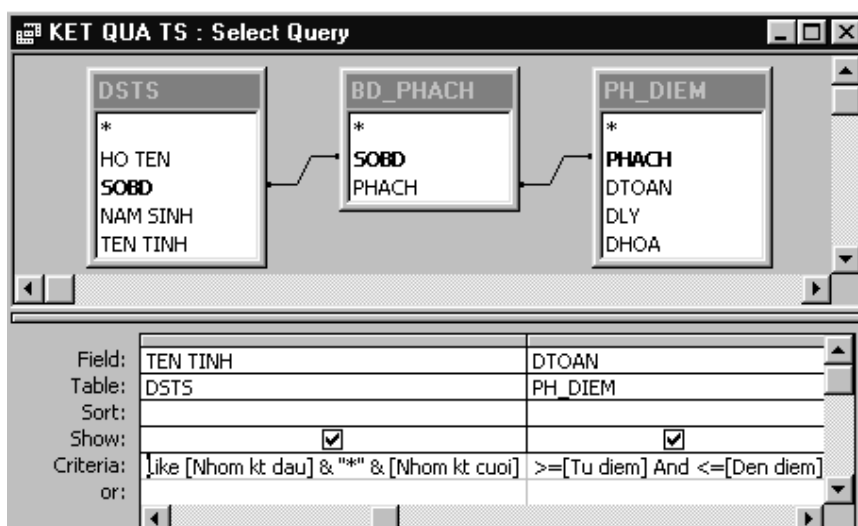 KET QUA TS : Select Query
DSTS
*
HO TEN
SOBD
NAM SINH
TEN TINH
BD_PHACH
*
SOBD
PHACH
PH_DIEM
*
PHACH
DTOAN
DLY
DHOA
Field: TEN TINH DTOAN
Table: DSTS PH_DIEM
Sort:
Show:
Criteria: like [Nhom kt dau] & "*" & [Nhom kt cuoi] >=[Tu diem] And <=[Den diem]
or: